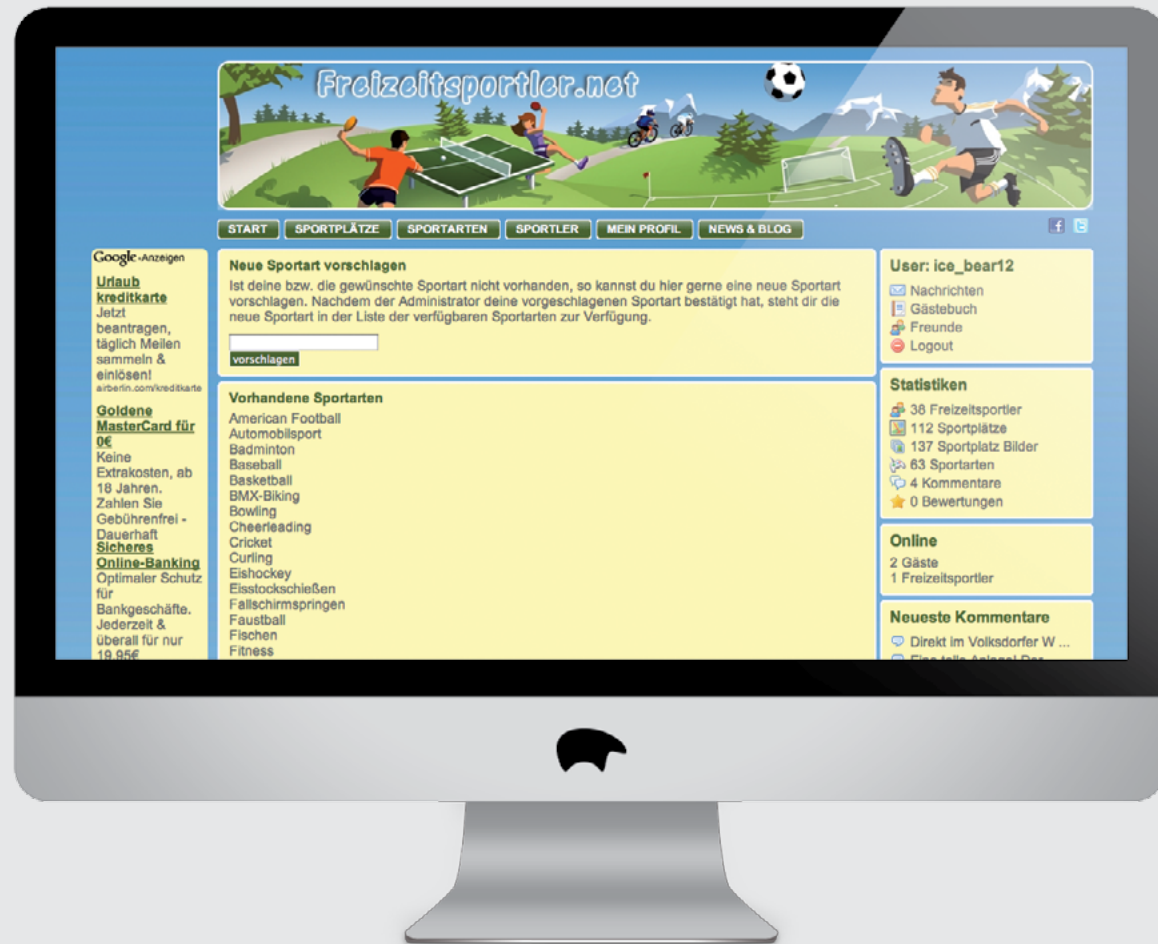 Freizeitsportler.net
START SPORTPLÄTZE SPORTARTEN SPORTLER MEIN PROFIL NEWS & BLOG
Google-Anzeigen
Urlaub
kreditkarte
Jetzt
beantragen,
täglich Meilen
sammeln &
einlösen!
airberlin.com/kreditkarte
Goldene
MasterCard für
0€
Keine
Extrakosten, ab
18 Jahren.
Zahlen Sie
Gebührenfrei -
Dauerhaft
Sicheres
Online-Banking
Optimaler Schutz
für
Bankgeschäfte.
Jederzeit &
überall für nur
19,95€
Neue Sportart vorschlagen
Ist deine bzw. die gewünschte Sportart nicht vorhanden, so kannst du hier gerne eine neue Sportart
vorschlagen. Nachdem der Administrator deine vorgeschlagenen Sportart bestätigt hat, steht dir die
neue Sportart in der Liste der verfügbaren Sportarten zur Verfügung.
vorschlagen
Vorhandene Sportarten
American Football
Automobilsport
Badminton
Baseball
Basketball
BMX-Biking
Bowling
Cheerleading
Cricket
Curling
Eishockey
Eisstockschießen
Fallschirmspringen
Faustball
Fischen
Fitness
User: ice_bear12
Nachrichten
Gästebuch
Freunde
Logout
Statistiken
38 Freizeitsportler
112 Sportplätze
137 Sportplatz Bilder
63 Sportarten
4 Kommentare
0 Bewertungen
Online
2 Gäste
1 Freizeitsportler
Neueste Kommentare
Direkt im Volksdorfer W ...
Eine tolle Anlage! Der ...